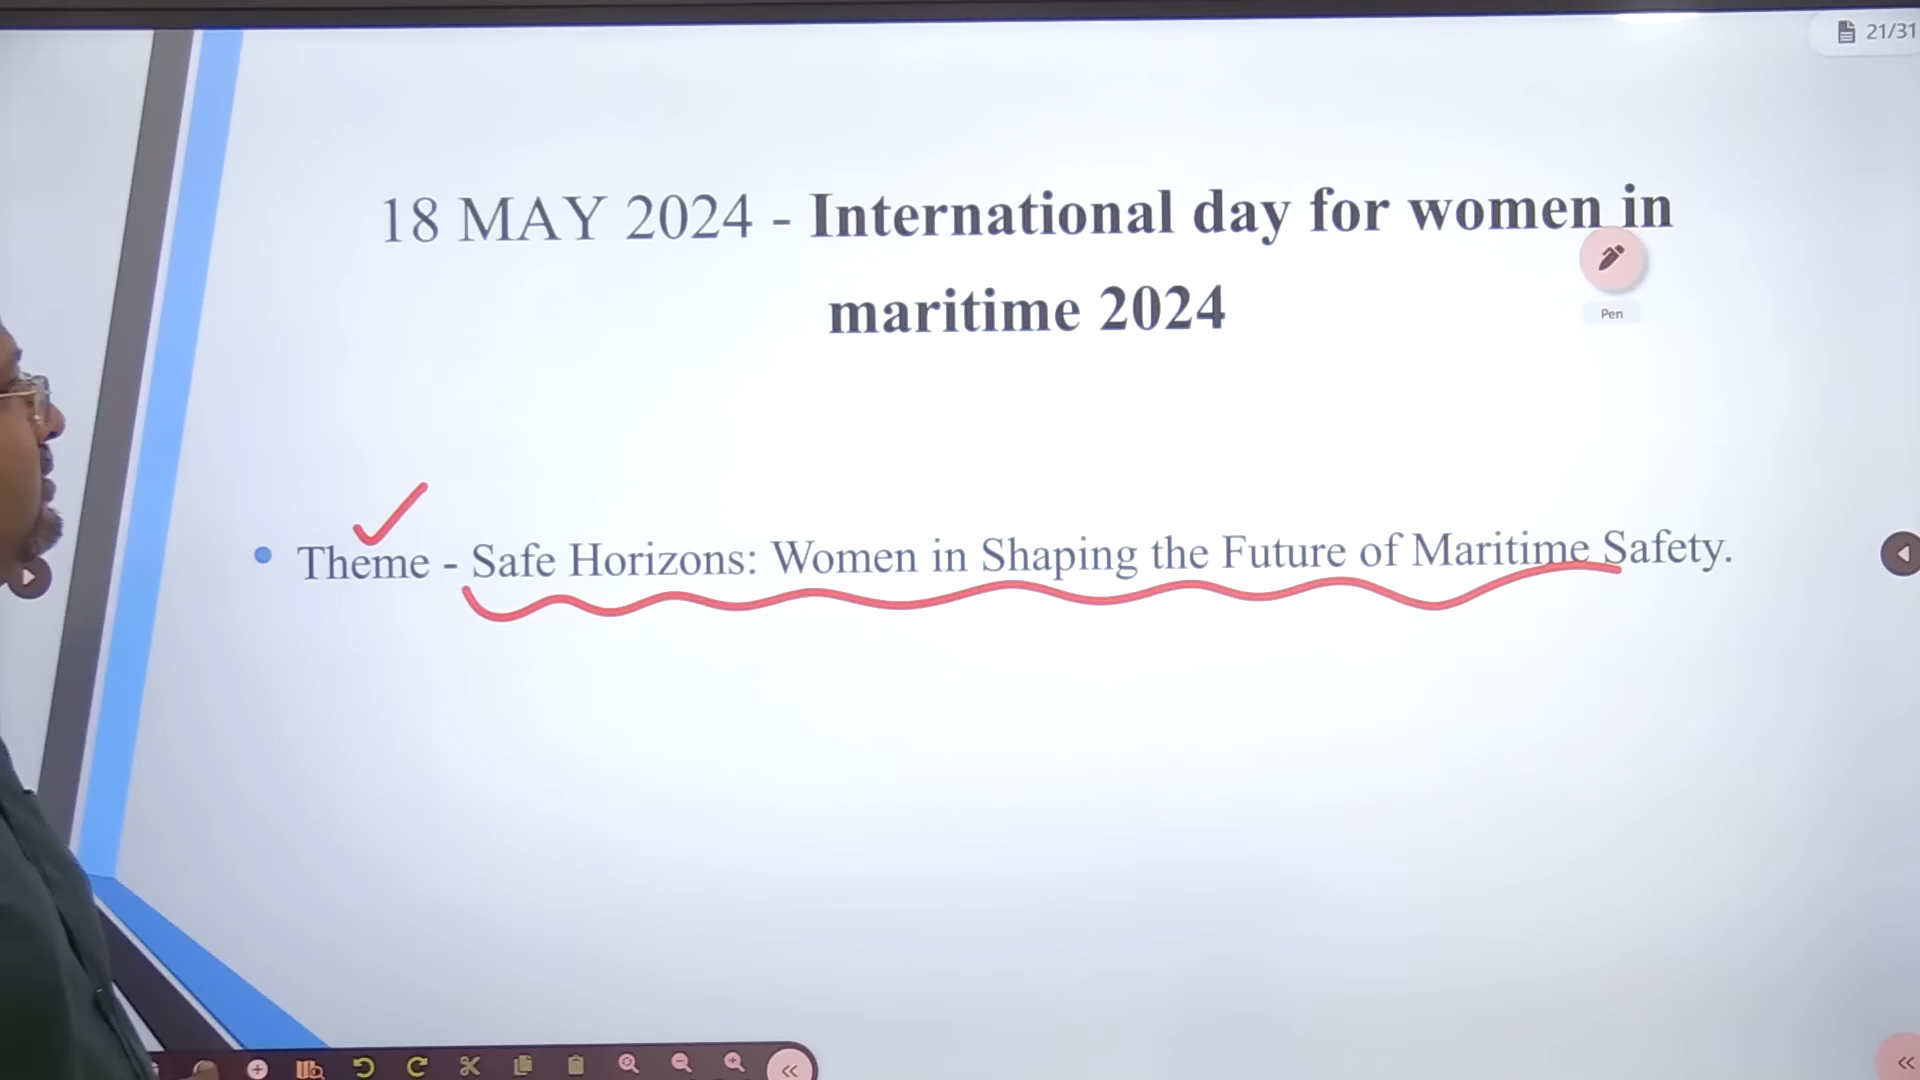 21/31
18 MAY 2024 - International day for women in
maritime 2024
Pen
Theme - Safe Horizons: Women in Shaping the Future of Maritime Safety.